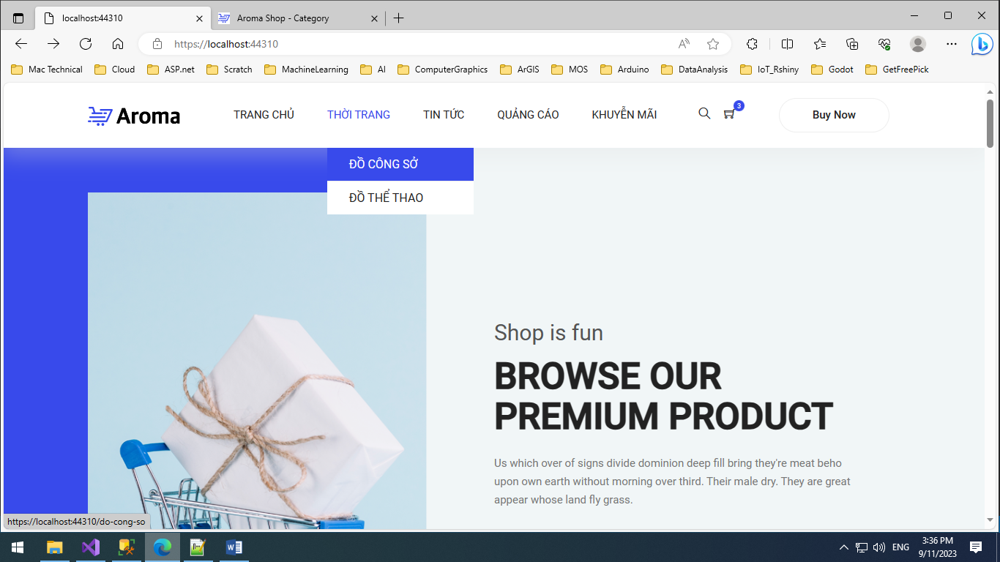 localhost:44310
Aroma Shop - Category
https://localhost:44310
Mac Technical Cloud ASP.net Scratch MachineLearning AI ComputerGraphics ArGIS MOS Arduino DataAnalysis IoT_Rshiny Godot GetFreePick
Aroma TRANG CHỦ THỜI TRANG TIN TỨC QUẢNG CÁO KHUYỄN MÃI 3 Buy Now
ĐỒ CÔNG SỞ
ĐỒ THỂ THAO
Shop is fun
BROWSE OUR
PREMIUM PRODUCT
Us which over of signs divide dominion deep fill bring they're meat beho
upon own earth without morning over third. Their male dry. They are great
appear whose land fly grass.
https://localhost:44310/do-cong-so
ENG
3:36 PM
9/11/2023